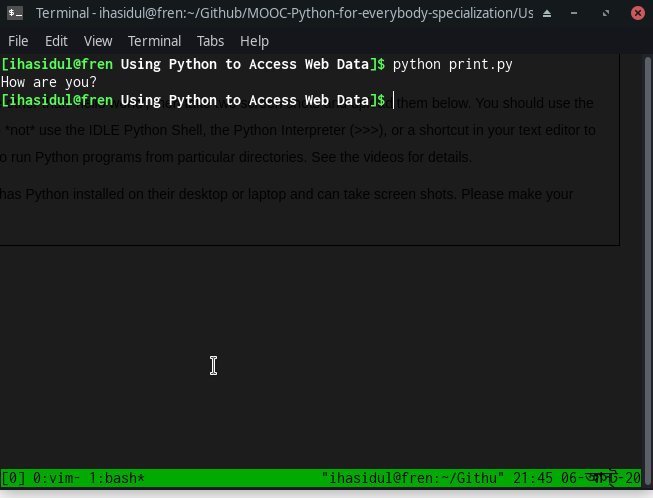 Terminal - ihasidul@fren:~/Github/MOOC-Python-for-everybody-specialization/Us
File Edit View Terminal Tabs Help
[ihasidul@fren Using Python to Access Web Data]$ python print.py
How are you?
[ihasidul@fren Using Python to Access Web Data]$
them below. You should use the
*not* use the IDLE Python Shell, the Python Interpreter (>>>), or a shortcut in your text editor to
o run Python programs from particular directories. See the videos for details.
has Python installed on their desktop or laptop and can take screen shots. Please make your
[0] 0:vim- 1:bash* "ihasidul@fren:~/Githu" 21:45 06- -20